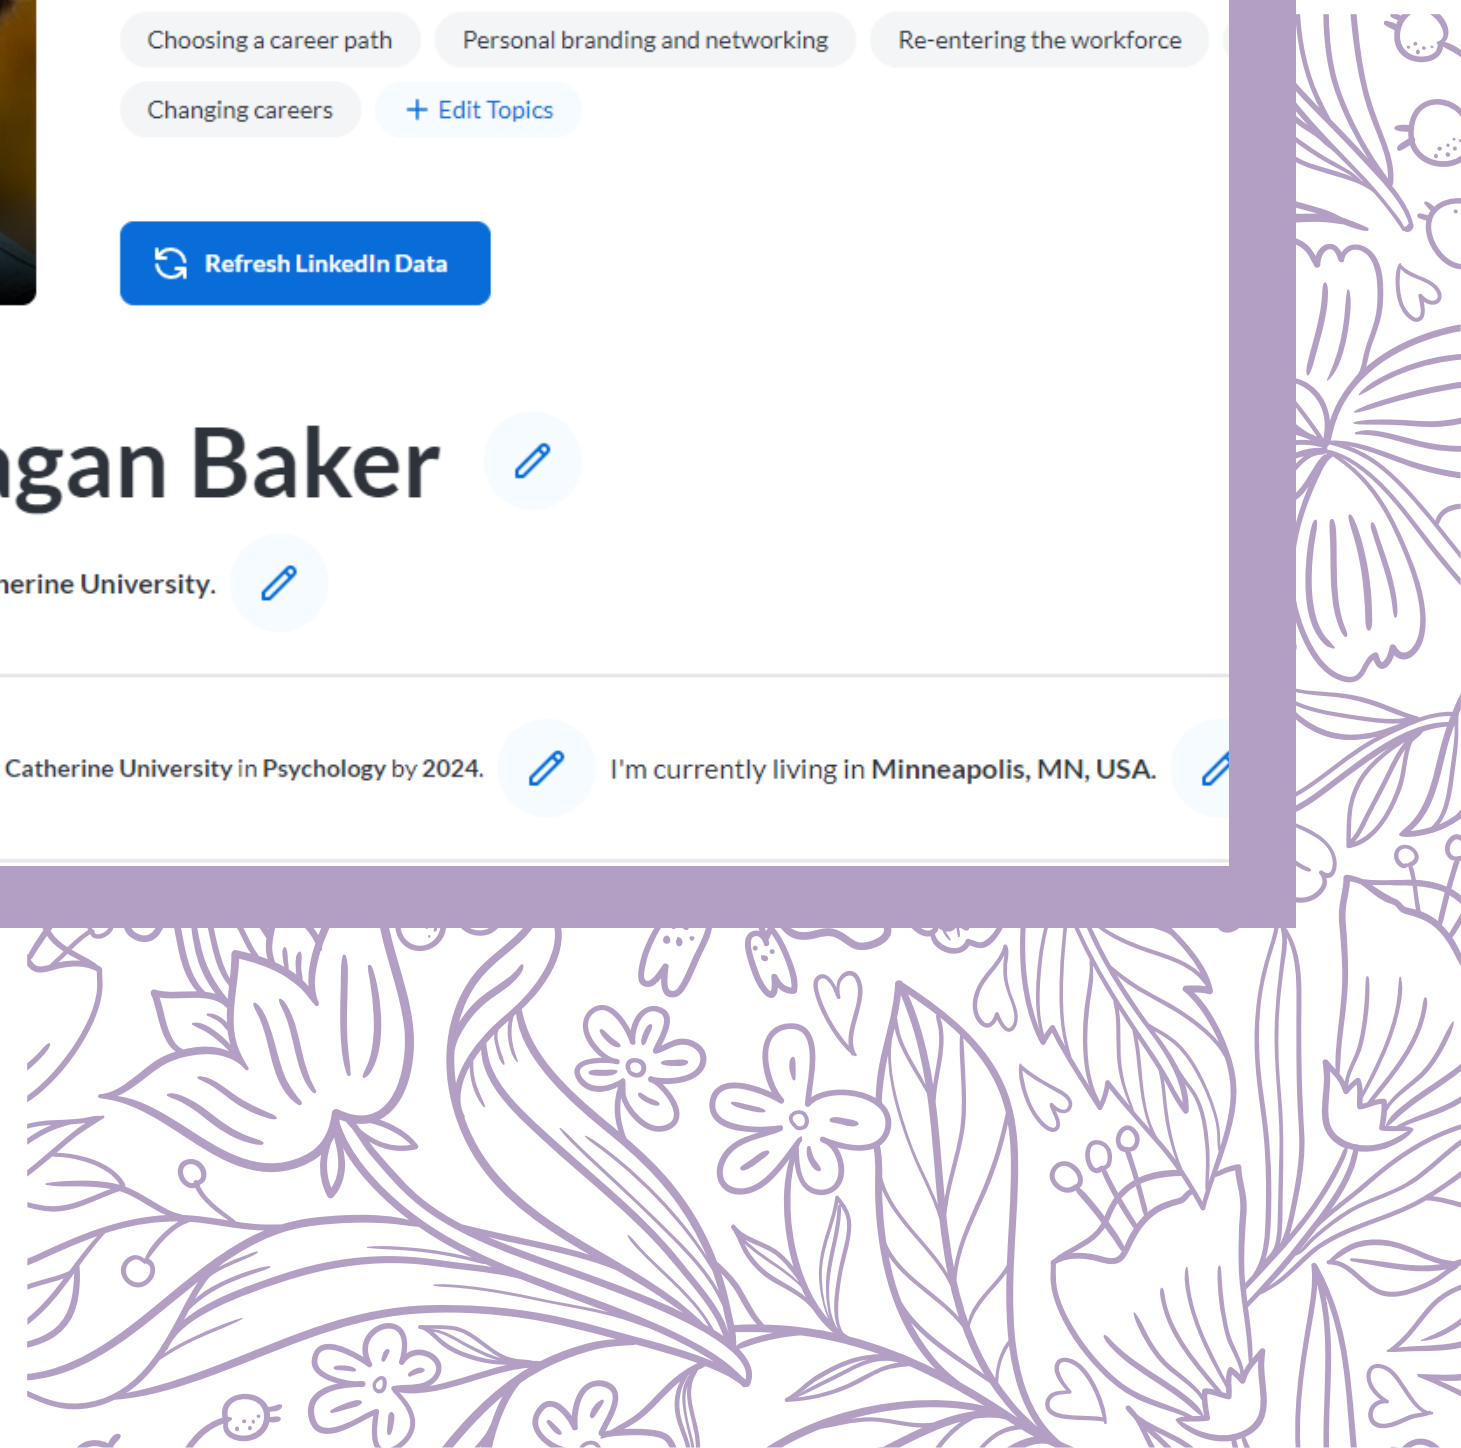 Choosing a career path Personal branding and networking Re-entering the workforce
Changing careers + Edit Topics
Refresh LinkedIn Data
agan Baker
herine University.
Catherine University in Psychology by 2024. I'm currently living in Minneapolis, MN, USA.